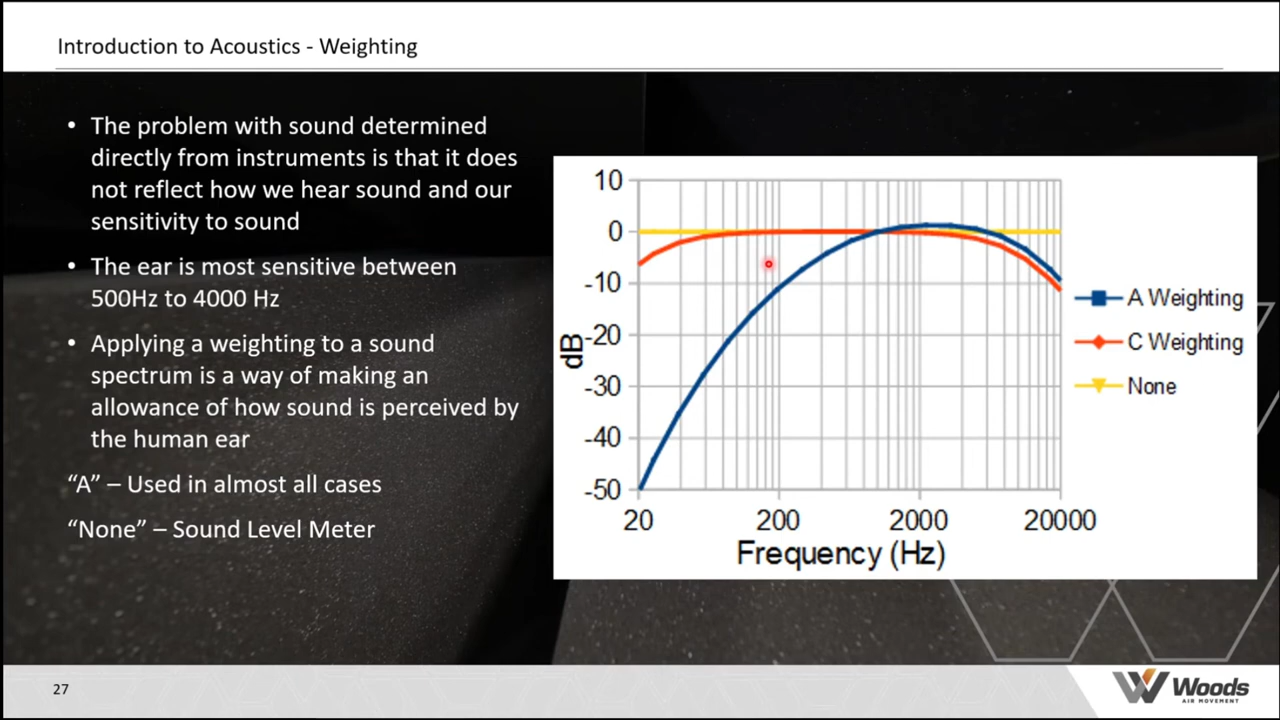 Introduction to Acoustics - Weighting
• The problem with sound determined
directly from instruments is that it does
not reflect how we hear sound and our
sensitivity to sound
• The ear is most sensitive between
500Hz to 4000 Hz
• Applying a weighting to a sound
spectrum is a way of making an
allowance of how sound is perceived by
the human ear
“A” – Used in almost all cases
“None” – Sound Level Meter
10
0
-10
-20
-30
-40
-50
dB
20 200 2000 20000
Frequency (Hz)
A Weighting
C Weighting
None
27
Woods
AIR MOVEMENT